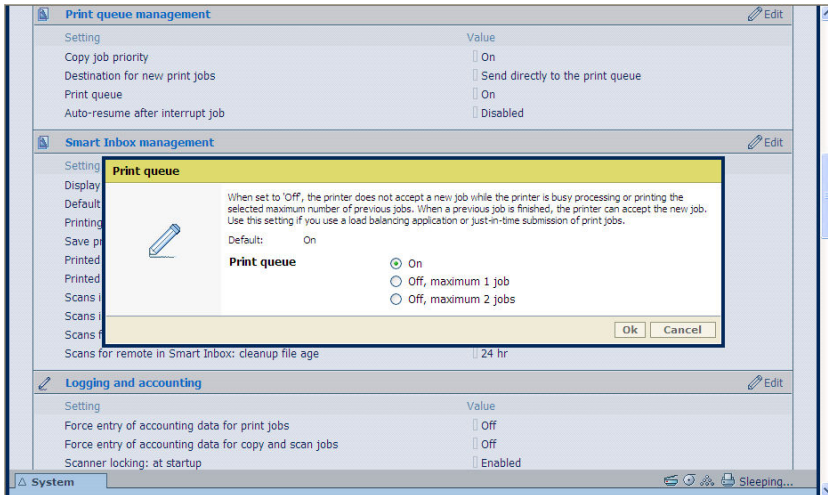 Print queue management Edit
Setting Value
Copy job priority On
Destination for new print jobs Send directly to the print queue
Print queue On
Auto-resume after interrupt job Disabled
Smart Inbox management Edit
Setting
Print queue
Display
Default
Printing
Save pr
Printed
Printed
Scans i
Scans i
Scans f
When set to 'Off', the printer does not accept a new job while the printer is busy processing or printing the
selected maximum number of previous jobs. When a previous job is finished, the printer can accept the new job.
Use this setting if you use a load balancing application or just-in-time submission of print jobs.
Default: On
Print queue On
Off, maximum 1 job
Off, maximum 2 jobs
Ok Cancel
Scans for remote in Smart Inbox: cleanup file age 24 hr
Logging and accounting Edit
Setting Value
Force entry of accounting data for print jobs Off
Force entry of accounting data for copy and scan jobs Off
Scanner locking: at startup Enabled
System Sleeping...